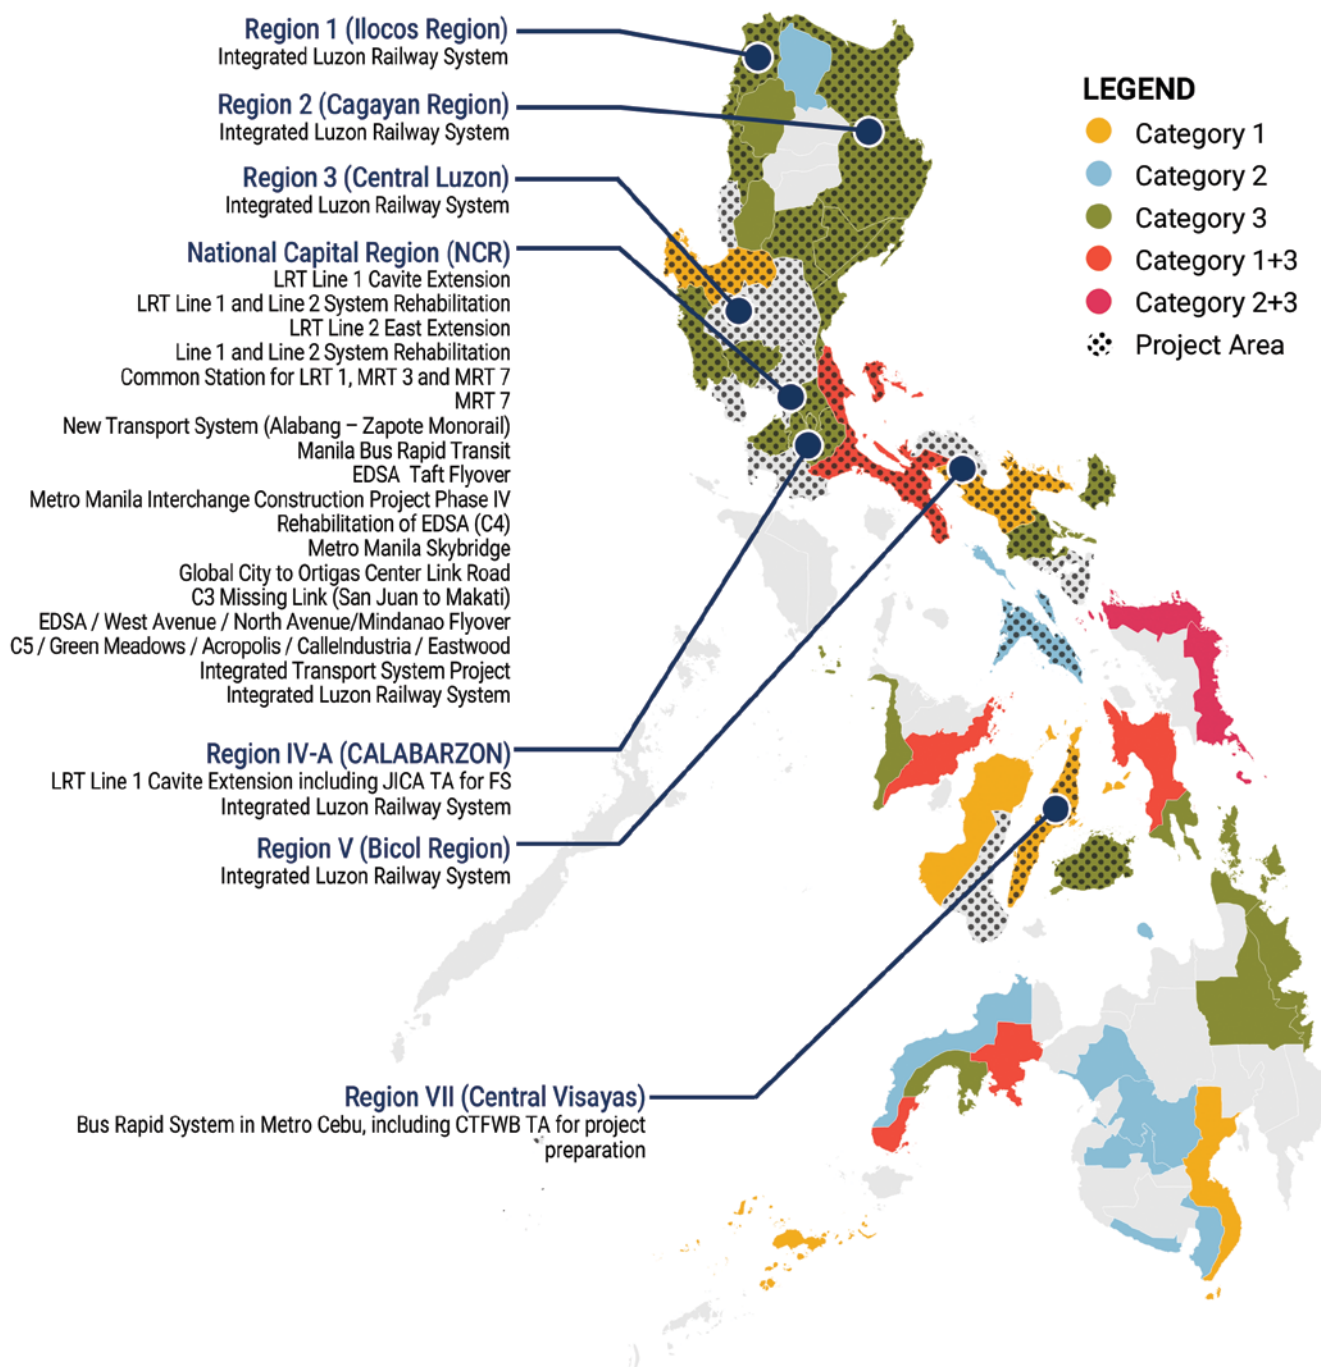 Region 1 (Ilocos Region)
Integrated Luzon Railway System
Region 2 (Cagayan Region)
Integrated Luzon Railway System
Region 3 (Central Luzon)
Integrated Luzon Railway System
National Capital Region (NCR)
LRT Line 1 Cavite Extension
LRT Line 1 and Line 2 System Rehabilitation
LRT Line 2 East Extension
Line 1 and Line 2 System Rehabilitation
Common Station for LRT 1, MRT 3 and MRT 7
MRT 7
New Transport System (Alabang – Zapote Monorail)
Manila Bus Rapid Transit
EDSA Taft Flyover
Metro Manila Interchange Construction Project Phase IV
Rehabilitation of EDSA (C4)
Metro Manila Skybridge
Global City to Ortigas Center Link Road
C3 Missing Link (San Juan to Makati)
EDSA / West Avenue / North Avenue/Mindanao Flyover
C5 / Green Meadows / Acropolis / CalleIndustria / Eastwood
Integrated Transport System Project
Integrated Luzon Railway System
Region IV-A (CALABARZON)
LRT Line 1 Cavite Extension including JICA TA for FS
Integrated Luzon Railway System
Region V (Bicol Region)
Integrated Luzon Railway System
Region VII (Central Visayas)
Bus Rapid System in Metro Cebu, including CTFWB TA for project
preparation
LEGEND
Category 1
Category 2
Category 3
Category 1+3
Category 2+3
Project Area